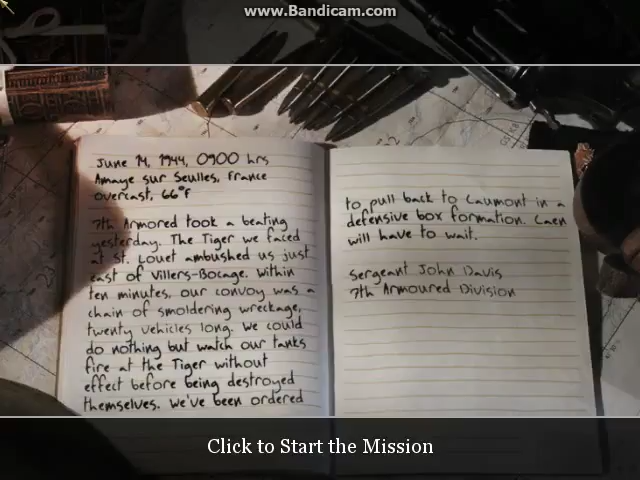 www.Bandicam.com
June 14, 1944, 0900 hrs
Amaye sur Seulles, France
Overcast, 66°F
7th Armored took a beating
yesterday. The Tiger we faced
at St. Louet ambushed us just
east of Villers-Bocage. Within
ten minutes, our convoy was a
chain of smoldering wreckage,
twenty vehicles long. We could
do nothing but watch our tanks
fire at the Tiger without
effect before being destroyed
themselves. We've been ordered
to pull back to Caumont in a
defensive box formation. Caen
will have to wait.
Sergeant John Davis
7th Armoured Division
Click to Start the Mission